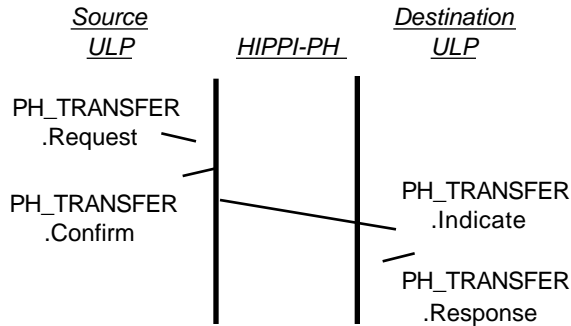 Source
ULP
HIPPI-PH
Destination
ULP
PH_TRANSFER
.Request
PH_TRANSFER
.Confirm
PH_TRANSFER
.Indicate
PH_TRANSFER
.Response